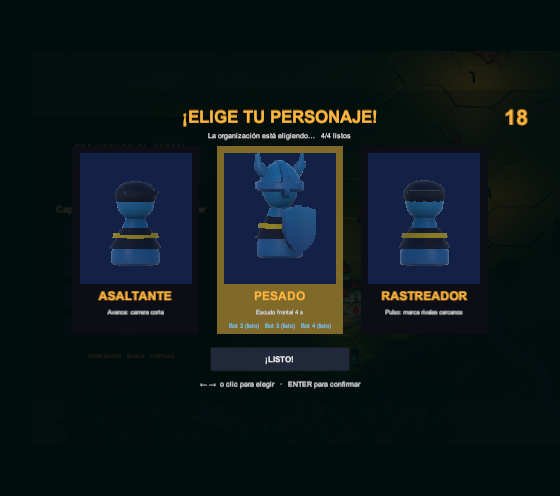 ¡ELIGE TU PERSONAJE!
18
La organización está eligiendo... 4/4 listos
ASALTANTE
Avance: carrera corta
PESADO
Escudo frontal 4 s
Bot 2 (listo) Bot 3 (listo) Bot 4 (listo)
RASTREADOR
Pulso: marca rivales cercanos
¡LISTO!
←→ o clic para elegir · ENTER para confirmar